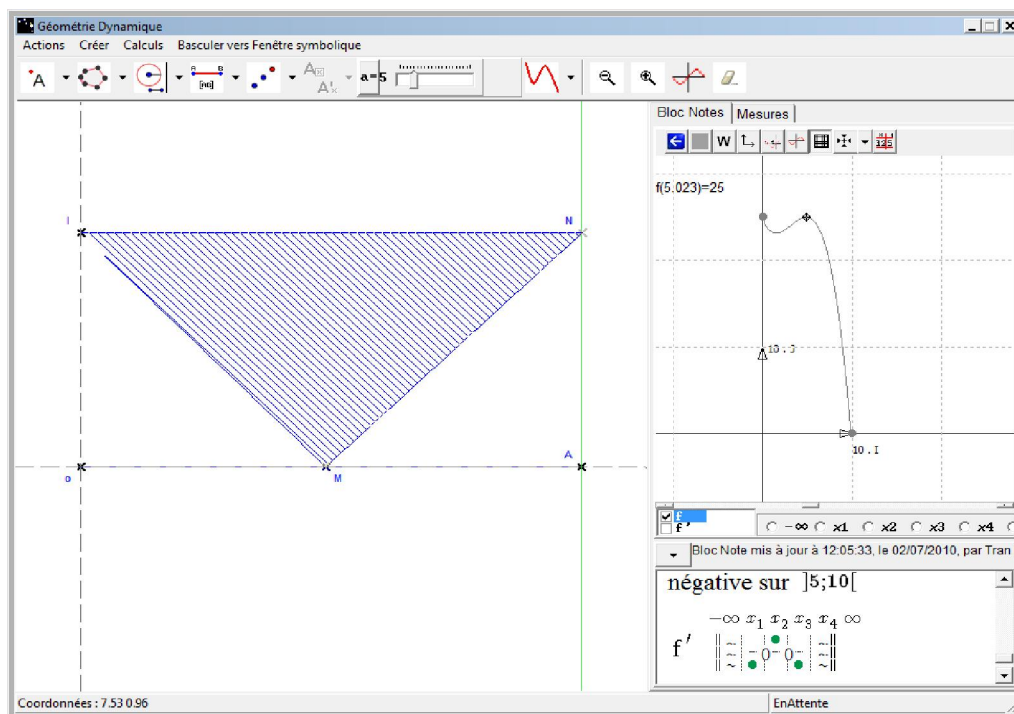 Géométrie Dynamique
Actions Créer Calculs Basculer vers Fenêtre symbolique
A [AB] A B a=5
Bloc Notes Mesures
W
f(5.023)=25
I N
10 . J
10 . I
o M A
f
f' -∞ x1 x2 x3 x4
Bloc Note mis à jour à 12:05:33, le 02/07/2010, par Tran
négative sur ]5;10[
-∞ x1 x2 x3 x4 ∞
f' ~ ~ ~ - 0 - 0 - ~ ~ ~
Coordonnées : 7.53 0.96 EnAttente